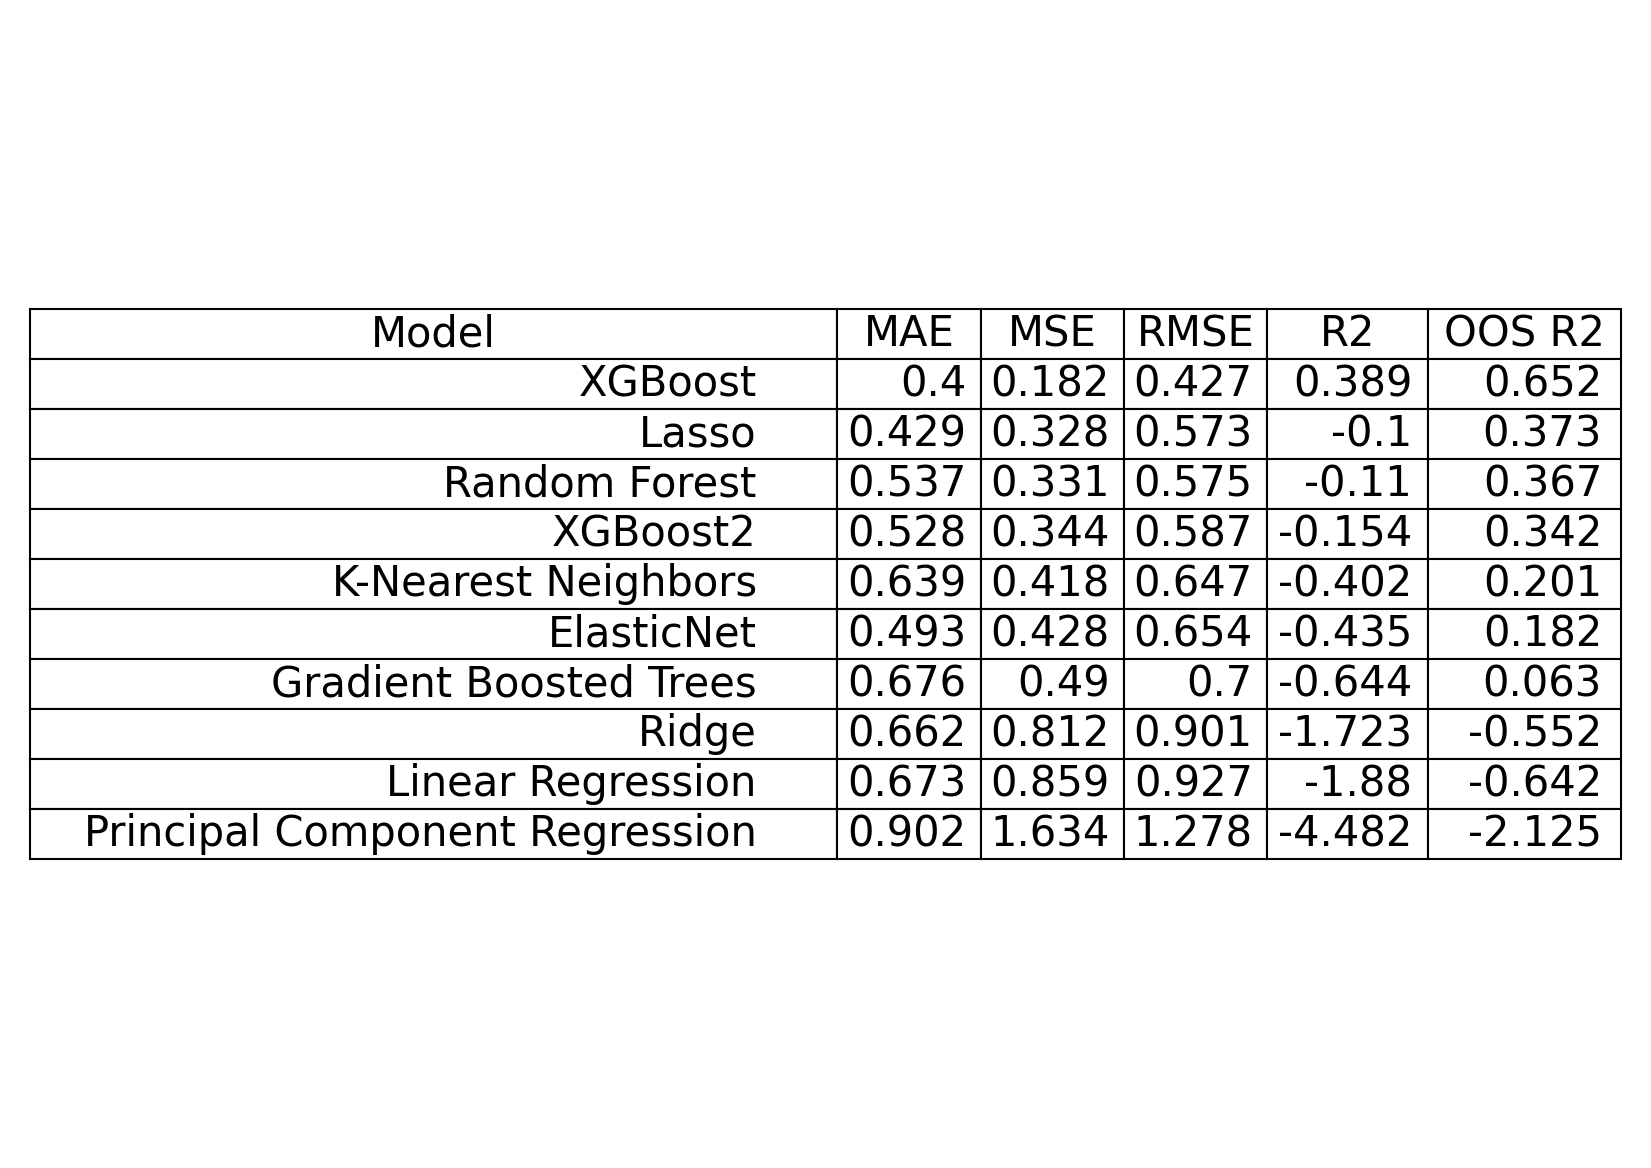 Model MAE MSE RMSE R2 OOS R2
XGBoost 0.4 0.182 0.427 0.389 0.652
Lasso 0.429 0.328 0.573 -0.1 0.373
Random Forest 0.537 0.331 0.575 -0.11 0.367
XGBoost2 0.528 0.344 0.587 -0.154 0.342
K-Nearest Neighbors 0.639 0.418 0.647 -0.402 0.201
ElasticNet 0.493 0.428 0.654 -0.435 0.182
Gradient Boosted Trees 0.676 0.49 0.7 -0.644 0.063
Ridge 0.662 0.812 0.901 -1.723 -0.552
Linear Regression 0.673 0.859 0.927 -1.88 -0.642
Principal Component Regression 0.902 1.634 1.278 -4.482 -2.125